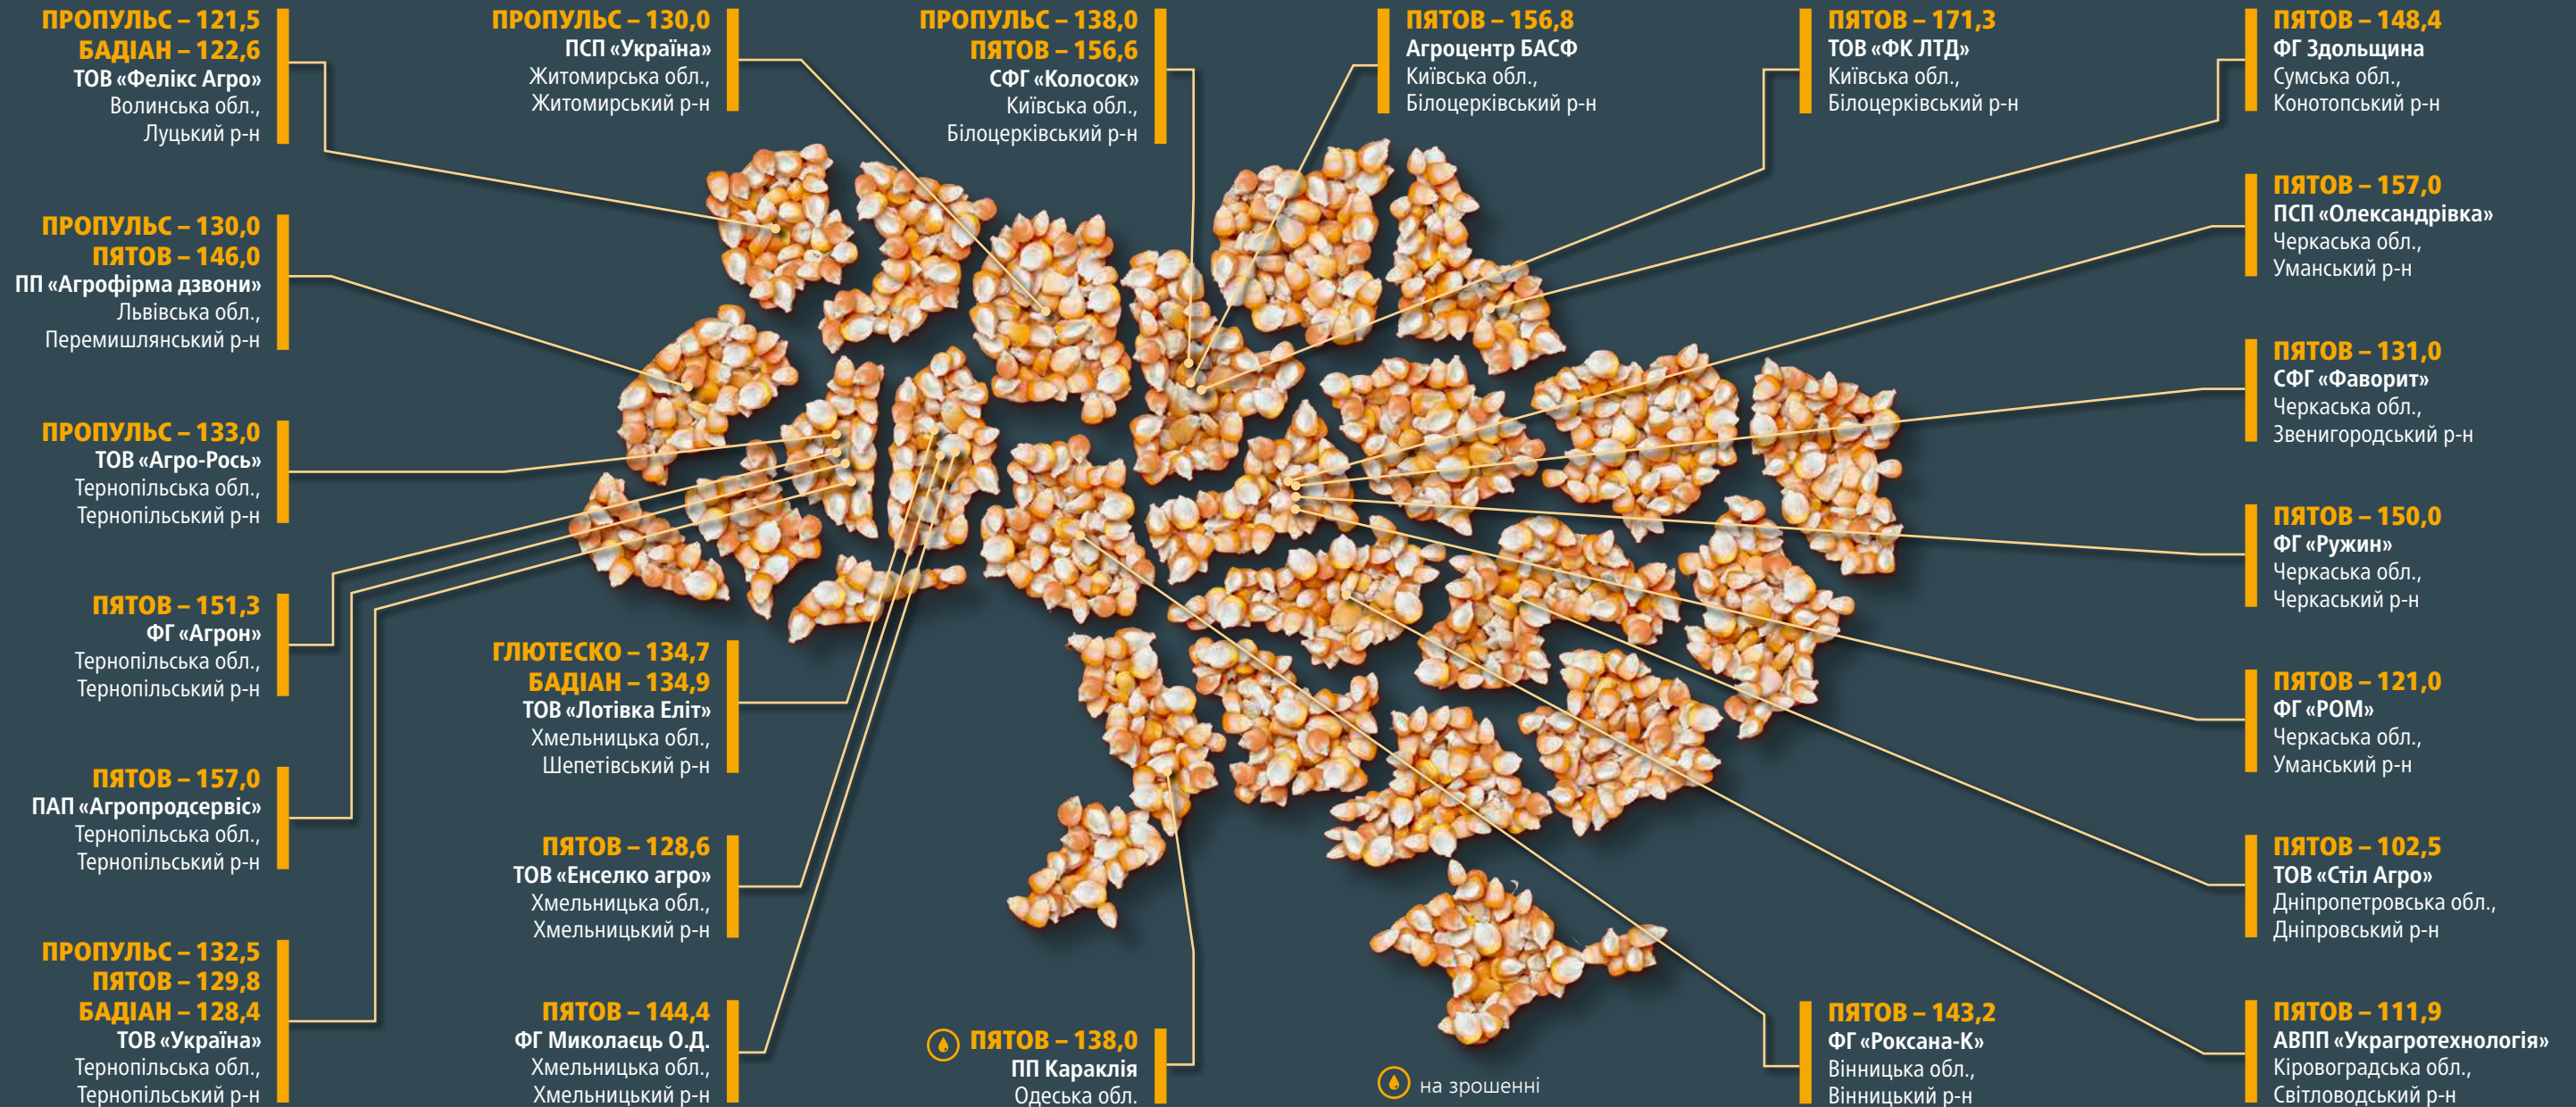 ПРОПУЛЬС – 121,5
БАДІАН – 122,6
ТОВ «Фелікс Агро»
Волинська обл.,
Луцький р-н
ПРОПУЛЬС – 130,0
ПСП «Україна»
Житомирська обл.,
Житомирський р-н
ПРОПУЛЬС – 138,0
ПЯТОВ – 156,6
СФГ «Колосок»
Київська обл.,
Білоцерківський р-н
ПЯТОВ – 156,8
Агроцентр БАСФ
Київська обл.,
Білоцерківський р-н
ПЯТОВ – 171,3
ТОВ «ФК ЛТД»
Київська обл.,
Білоцерківський р-н
ПЯТОВ – 148,4
ФГ Здольщина
Сумська обл.,
Конотопський р-н
ПРОПУЛЬС – 130,0
ПЯТОВ – 146,0
ПП «Агрофірма дзвони»
Львівська обл.,
Перемишлянський р-н
ПРОПУЛЬС – 133,0
ТОВ «Агро-Рось»
Тернопільська обл.,
Тернопільський р-н
ПЯТОВ – 151,3
ФГ «Агрон»
Тернопільська обл.,
Тернопільський р-н
ПЯТОВ – 157,0
ПАП «Агропродсервіс»
Тернопільська обл.,
Тернопільський р-н
ПРОПУЛЬС – 132,5
ПЯТОВ – 129,8
БАДІАН – 128,4
ТОВ «Україна»
Тернопільська обл.,
Тернопільський р-н
ГЛЮТЕСКО – 134,7
БАДІАН – 134,9
ТОВ «Лотівка Еліт»
Хмельницька обл.,
Шепетівський р-н
ПЯТОВ – 128,6
ТОВ «Енселко агро»
Хмельницька обл.,
Хмельницький р-н
ПЯТОВ – 144,4
ФГ Миколаєць О.Д.
Хмельницька обл.,
Хмельницький р-н
ПЯТОВ – 138,0
ПП Караклія
Одеська обл.
на зрошенні
ПЯТОВ – 143,2
ФГ «Роксана-К»
Вінницька обл.,
Вінницький р-н
ПЯТОВ – 157,0
ПСП «Олександрівка»
Черкаська обл.,
Уманський р-н
ПЯТОВ – 131,0
СФГ «Фаворит»
Черкаська обл.,
Звенигородський р-н
ПЯТОВ – 150,0
ФГ «Ружин»
Черкаська обл.,
Черкаський р-н
ПЯТОВ – 121,0
ФГ «РОМ»
Черкаська обл.,
Уманський р-н
ПЯТОВ – 102,5
ТОВ «Стіл Агро»
Дніпропетровська обл.,
Дніпровський р-н
ПЯТОВ – 111,9
АВПП «Украгротехнологія»
Кіровоградська обл.,
Світловодський р-н